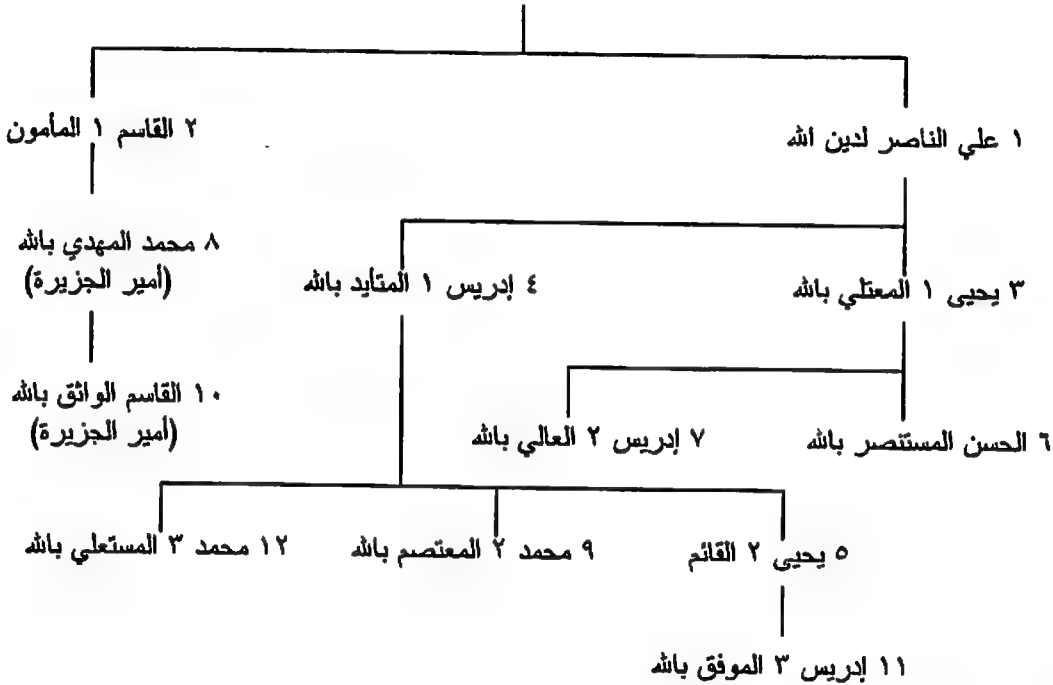 ١ علي الناصر لدين الله
٢ القاسم ١ المأمون
٣ يحيى ١ المعتلي بالله
٤ إدريس ١ المتأيد بالله
٨ محمد المهدي بالله
(أمير الجزيرة)
٦ الحسن المستنصر بالله
٧ إدريس ٢ العالي بالله
١٠ القاسم الواثق بالله
(أمير الجزيرة)
٥ يحيى ٢ القائم
٩ محمد ٢ المعتصم بالله
١٢ محمد ٣ المستعلي بالله
١١ إدريس ٣ الموفق بالله